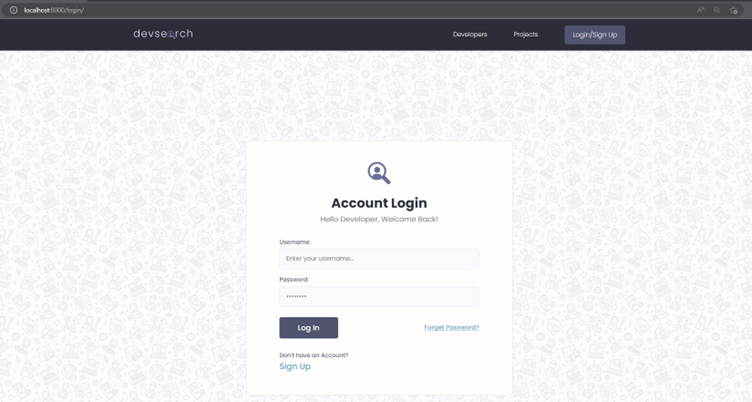 localhost:8000/login/
devsearch
Developers
Projects
Login/Sign Up
Account Login
Hello Developer, Welcome Back!
Username:
Enter your username...
Password:
••••••••
Log In
Forget Password?
Don't have an Account?
Sign Up